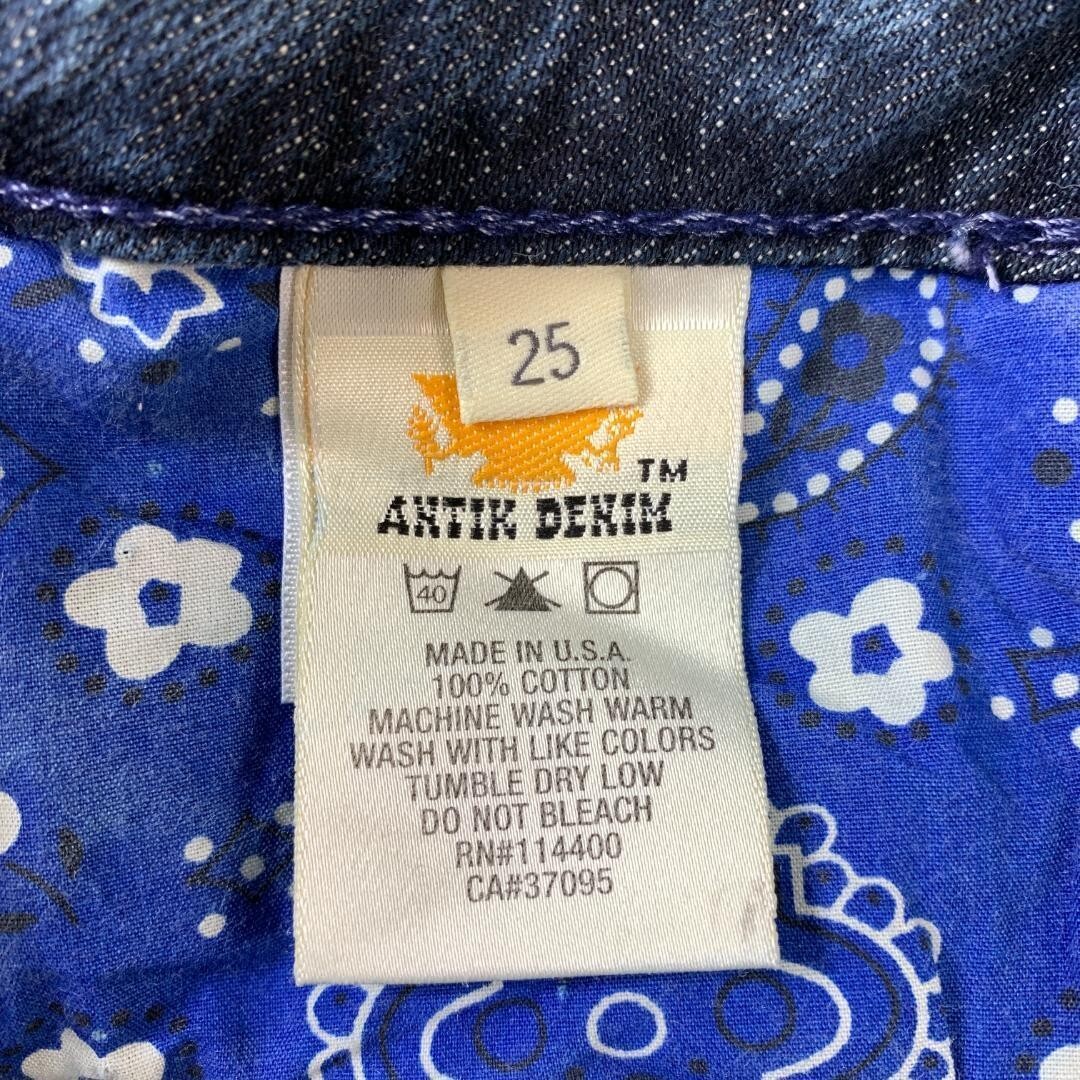 25
TM
ANTIK DENIM
40
MADE IN U.S.A.
100% COTTON
MACHINE WASH WARM
WASH WITH LIKE COLORS
TUMBLE DRY LOW
DO NOT BLEACH
RN#114400
CA#37095